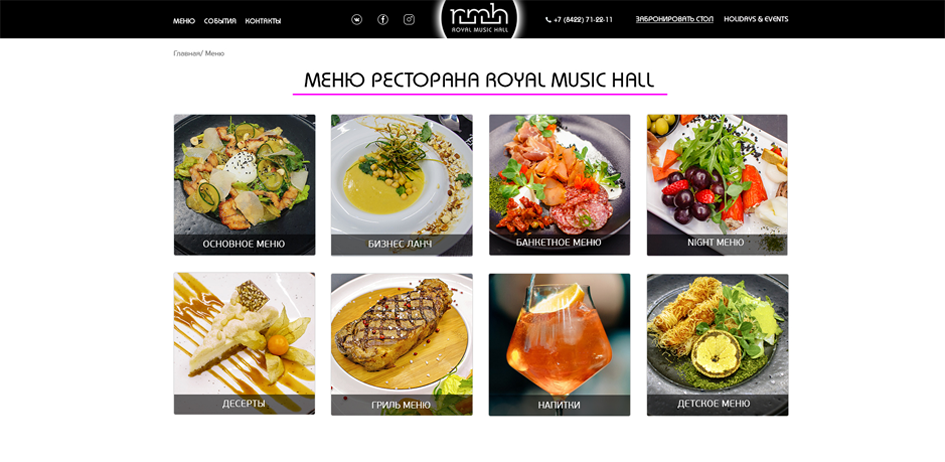 МЕНЮ СОБЫТИЯ КОНТАКТЫ
rmh
ROYAL MUSIC HALL
+7 (8422) 71-22-11 ЗАБРОНИРОВАТЬ СТОЛ HOLIDAYS & EVENTS
Главная/ Меню
МЕНЮ РЕСТОРАНА ROYAL MUSIC HALL
ОСНОВНОЕ МЕНЮ
БИЗНЕС ЛАНЧ
БАНКЕТНОЕ МЕНЮ
NIGHT МЕНЮ
ДЕСЕРТЫ
ГРИЛЬ МЕНЮ
НАПИТКИ
ДЕТСКОЕ МЕНЮ